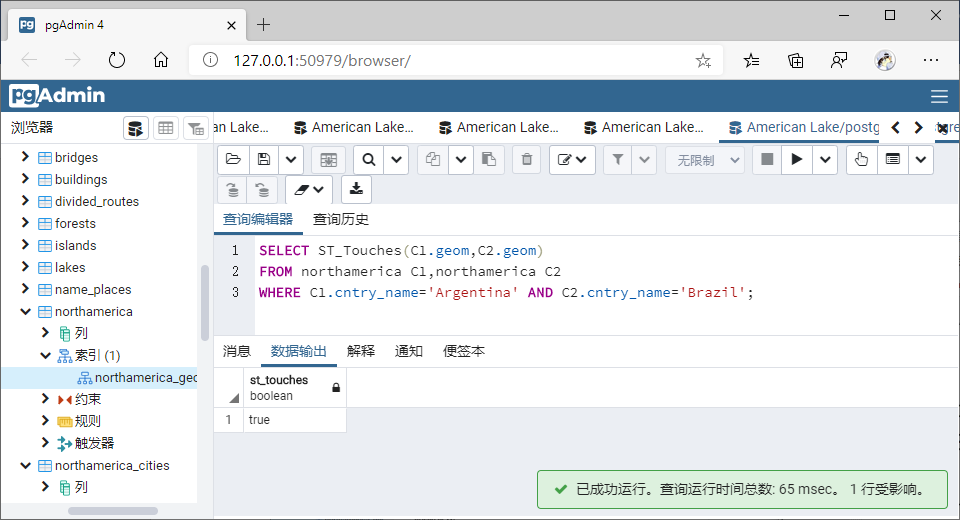 pgAdmin 4
127.0.0.1:50979/browser/
pgAdmin
浏览器
an Lake...
American Lake...
American Lake...
American Lake...
American Lake/postg
无限制
bridges
buildings
divided_routes
forests
islands
lakes
name_places
northamerica
列
索引 (1)
northamerica_geo
约束
规则
触发器
northamerica_cities
列
查询编辑器 查询历史
1 SELECT ST_Touches(C1.geom,C2.geom)
2 FROM northamerica C1,northamerica C2
3 WHERE C1.cntry_name='Argentina' AND C2.cntry_name='Brazil';
消息 数据输出 解释 通知 便签本
st_touches
boolean
1 true
已成功运行。查询运行时间总数: 65 msec。 1 行受影响。